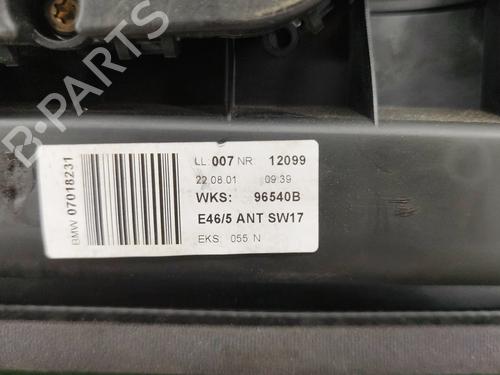 BMW 07018231
LL 007 NR 12099
22.08.01 09:39
WKS: 96540B
E46/5 ANT SW17
EKS: 055 N
B-PARTS